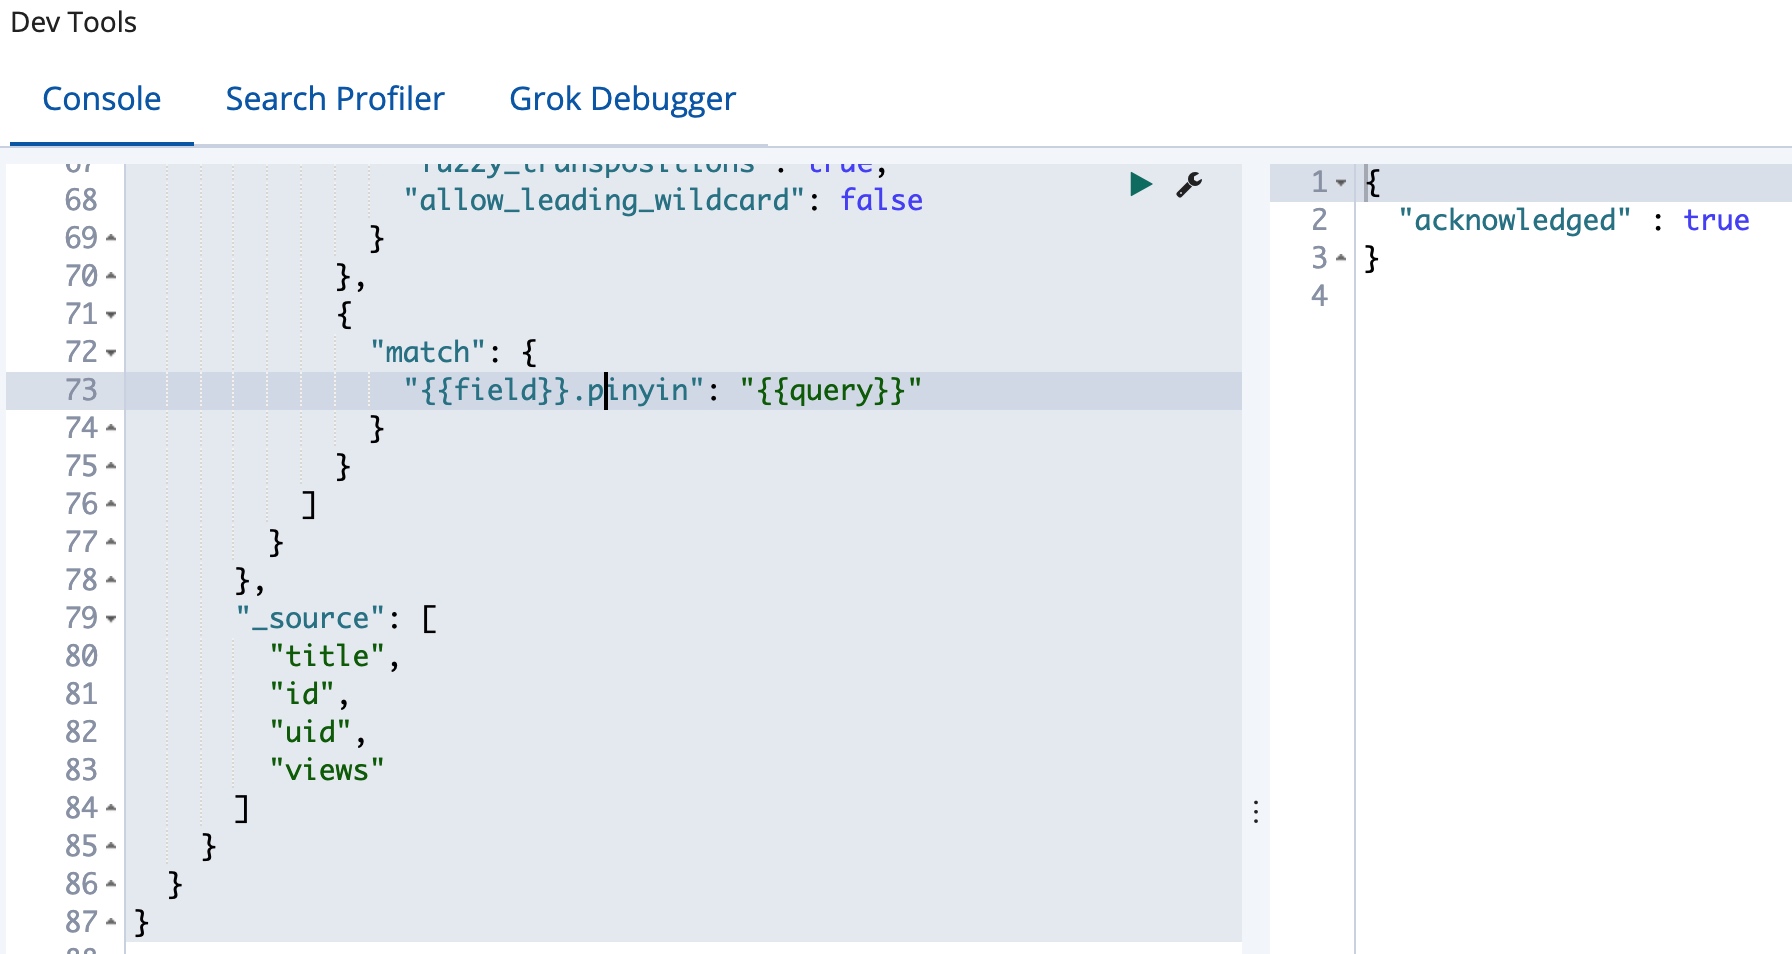 Dev Tools
Console Search Profiler Grok Debugger
67 "fuzzy_transpositions": true,
68 "allow_leading_wildcard": false
69 }
70 },
71 {
72 "match": {
73 "{{field}}.pinyin": "{{query}}"
74 }
75 }
76 ]
77 }
78 },
79 "_source": [
80 "title",
81 "id",
82 "uid",
83 "views"
84 ]
85 }
86 }
87 }
1 {
2 "acknowledged" : true
3 }
4